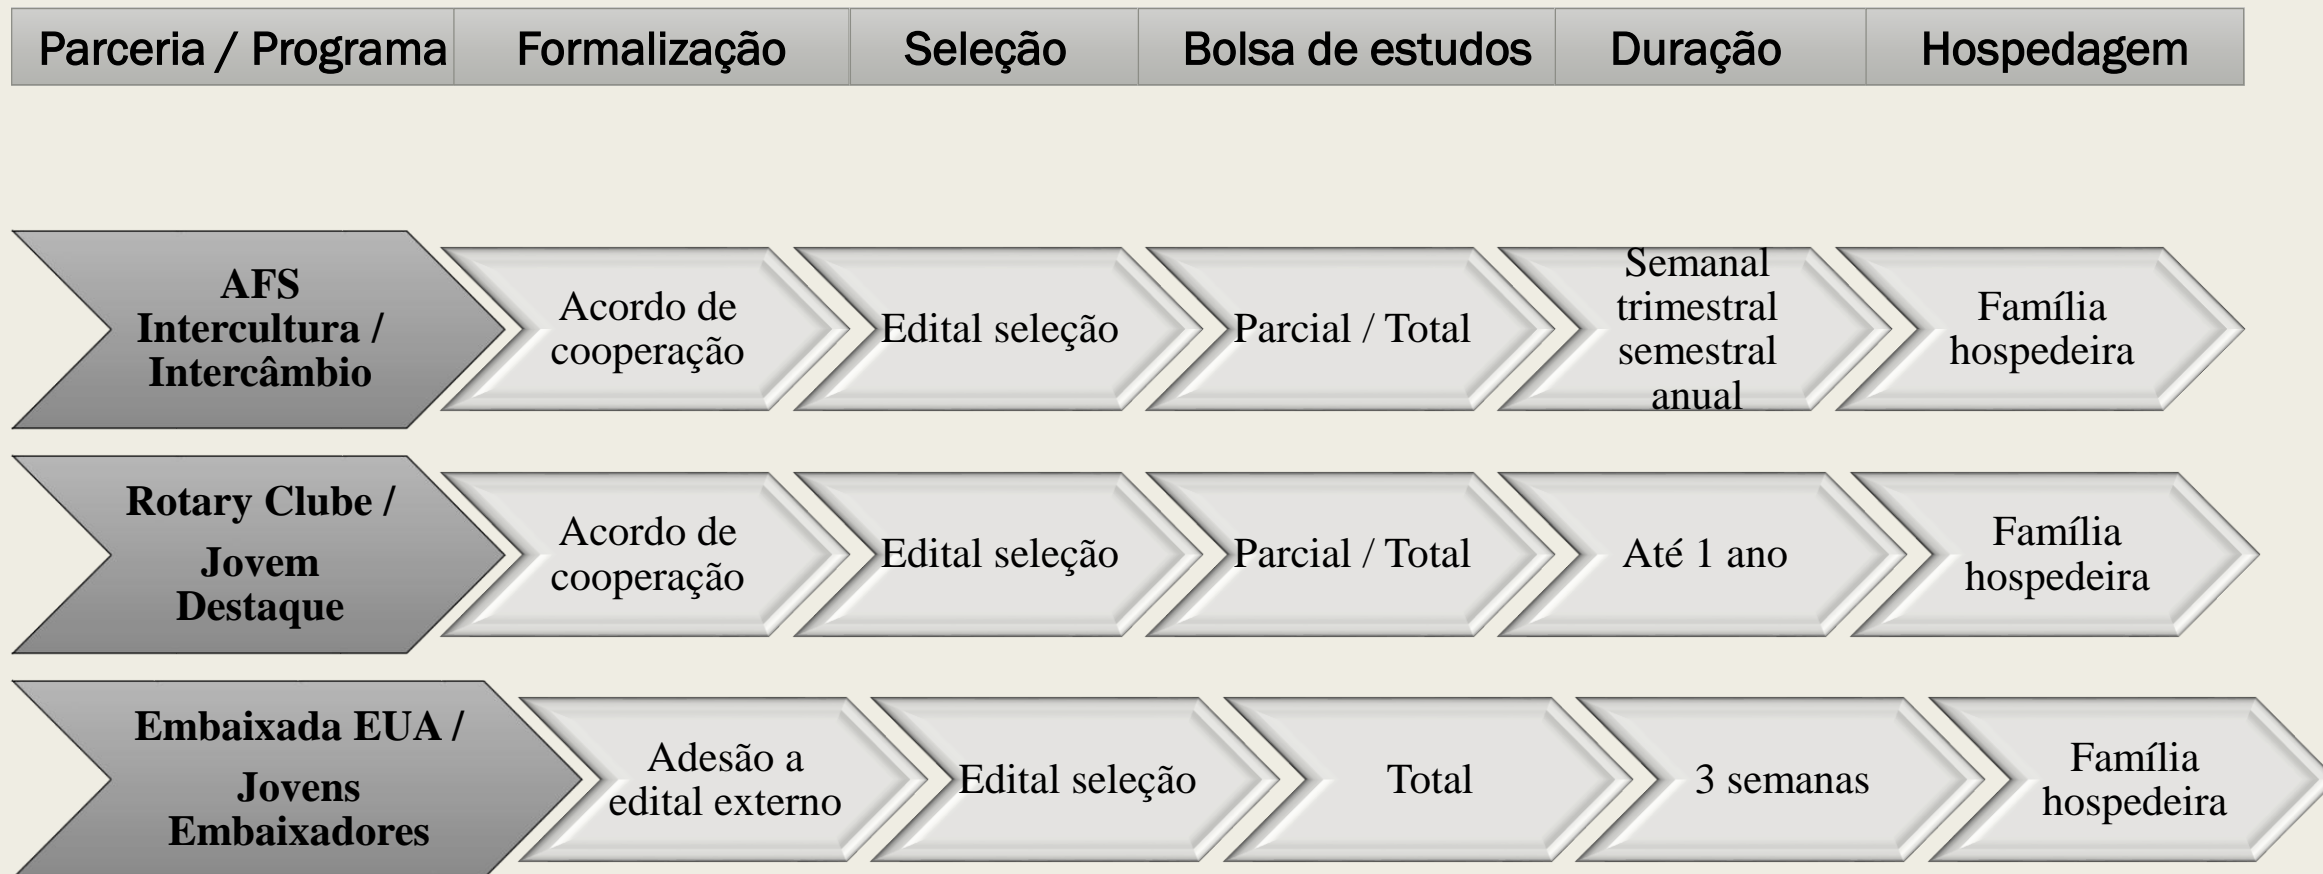 Parceria / Programa Formalização Seleção Bolsa de estudos Duração Hospedagem
AFS
Intercultura /
Intercâmbio
Acordo de
cooperação
Edital seleção
Parcial / Total
Semanal
trimestral
semestral
anual
Família
hospedeira
Rotary Clube /
Jovem
Destaque
Acordo de
cooperação
Edital seleção
Parcial / Total
Até 1 ano
Família
hospedeira
Embaixada EUA /
Jovens
Embaixadores
Adesão a
edital externo
Edital seleção
Total
3 semanas
Família
hospedeira